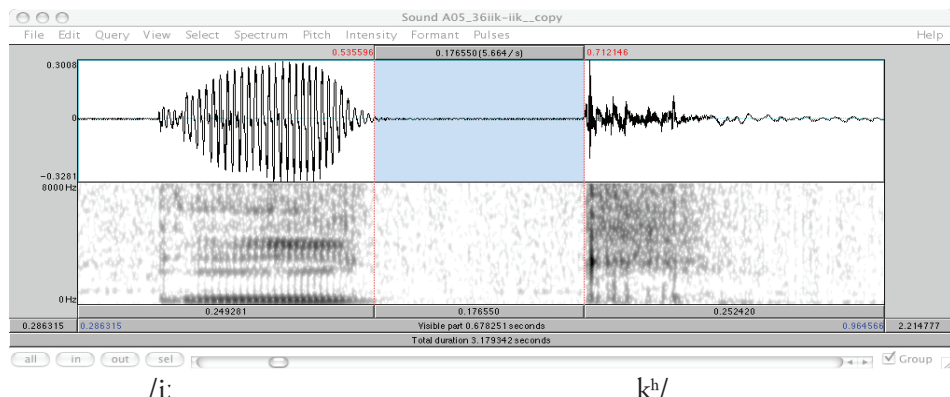 Sound A05_36iik-iik__copy
File Edit Query View Select Spectrum Pitch Intensity Formant Pulses Help
0.535596 0.176550 (5.664 / s) 0.712146
0.3008
0
-0.3281
8000 Hz
0 Hz
0.249281 0.176550 0.252420
0.286315 0.286315 Visible part 0.678251 seconds 0.964566 2.214777
Total duration 3.179342 seconds
all in out sel Group
/iː kʰ/